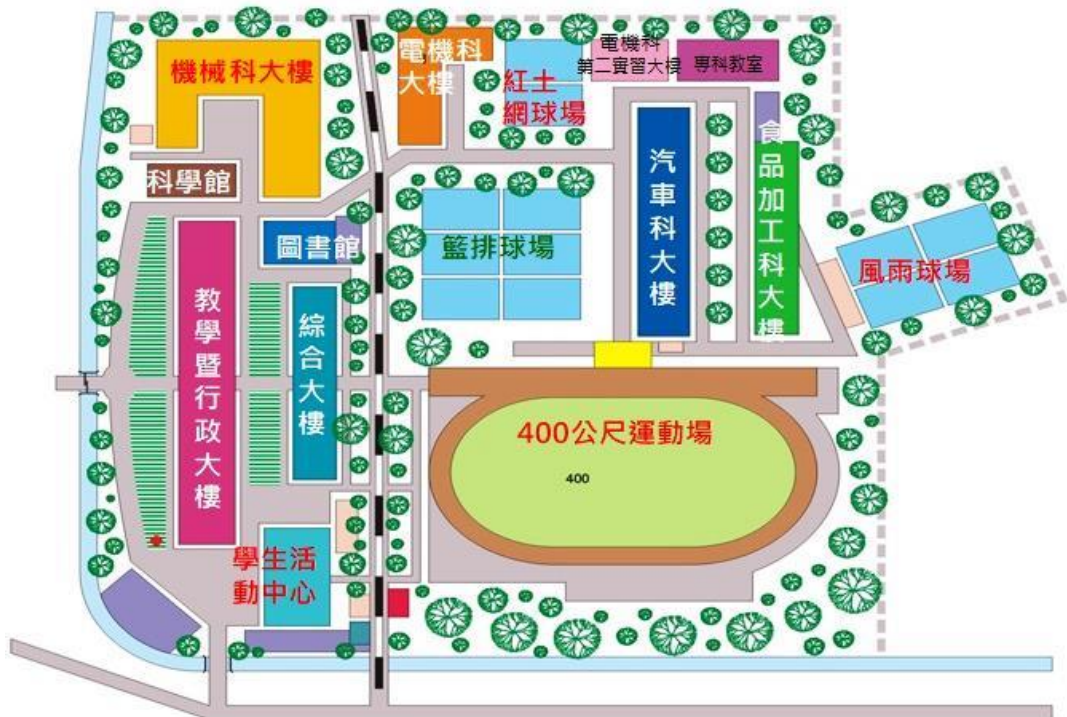 機械科大樓
電機科
大樓
紅土
網球場
電機科
第二實習大樓
專科教室
科學館
圖書館
籃排球場
汽車科大樓
食品加工科大樓
風雨球場
教學暨行政大樓
綜合大樓
400公尺運動場
400
學生活
動中心